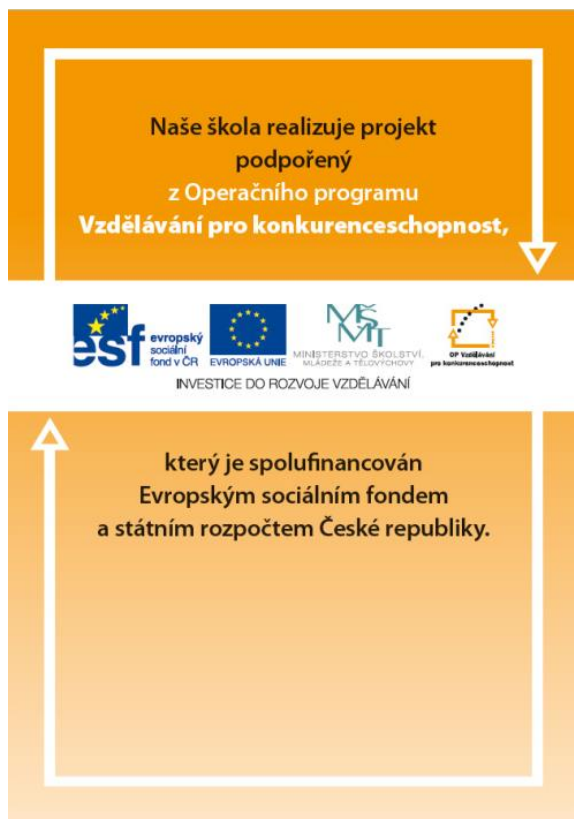 Naše škola realizuje projekt
podpořený
z Operačního programu
Vzdělávání pro konkurenceschopnost,
esf evropský
sociální
fond v ČR
EVROPSKÁ UNIE
MŠMT
MINISTERSTVO ŠKOLSTVÍ,
MLÁDEŽE A TĚLOVÝCHOVY
OP Vzdělávání
pro konkurenceschopnost
INVESTICE DO ROZVOJE VZDĚLÁVÁNÍ
který je spolufinancován
Evropským sociálním fondem
a státním rozpočtem České republiky.